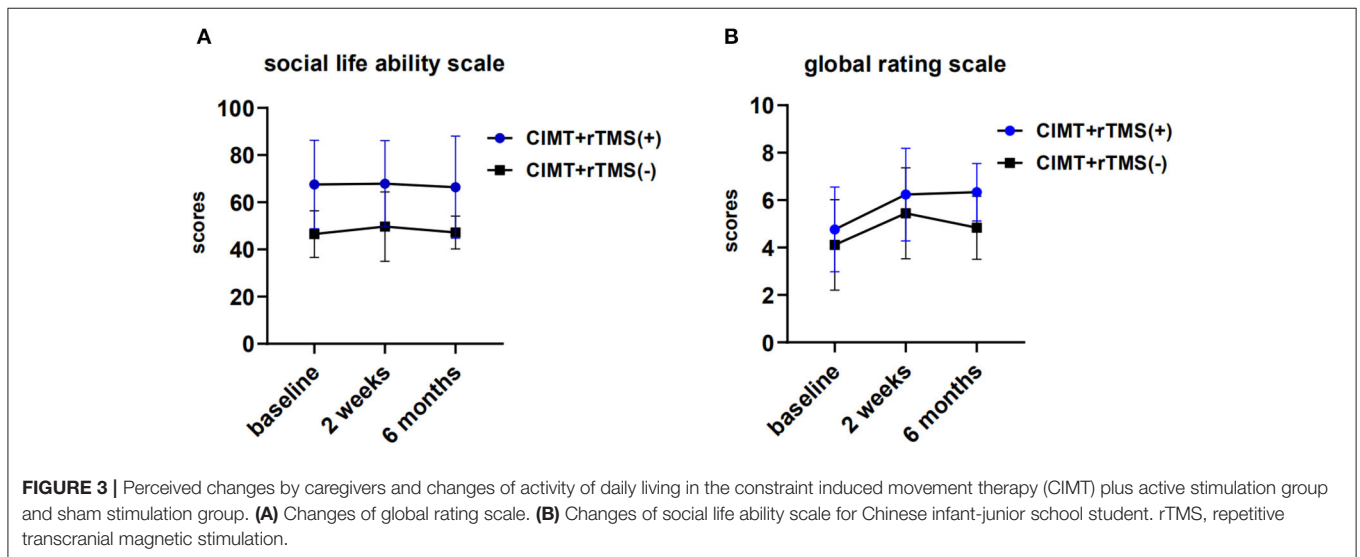 A
social life ability scale
100
80
60
40
20
0
scores
baseline
2 weeks
6 months
CIMT+rTMS(+)
CIMT+rTMS(-)
B
global rating scale
10
8
6
4
2
0
scores
baseline
2 weeks
6 months
CIMT+rTMS(+)
CIMT+rTMS(-)
FIGURE 3 | Perceived changes by caregivers and changes of activity of daily living in the constraint induced movement therapy (CIMT) plus active stimulation group
and sham stimulation group. (A) Changes of global rating scale. (B) Changes of social life ability scale for Chinese infant-junior school student. rTMS, repetitive
transcranial magnetic stimulation.